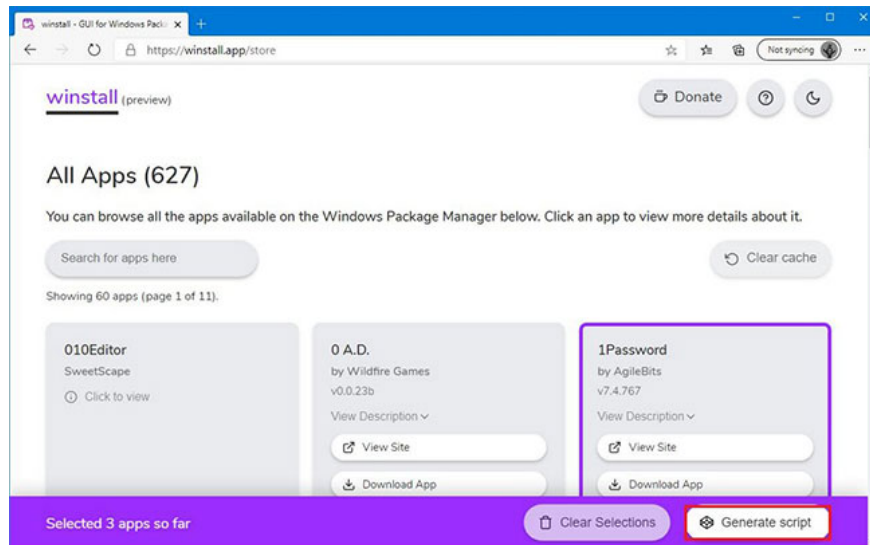 winstall - GUI for Windows Packa
https://winstall.app/store
Not syncing
winstall (preview)
Donate
All Apps (627)
You can browse all the apps available on the Windows Package Manager below. Click an app to view more details about it.
Search for apps here
Clear cache
Showing 60 apps (page 1 of 11).
010Editor
SweetScape
Click to view
0 A.D.
by Wildfire Games
v0.0.23b
View Description
View Site
Download App
1Password
by AgileBits
v7.4.767
View Description
View Site
Download App
Selected 3 apps so far
Clear Selections
Generate script